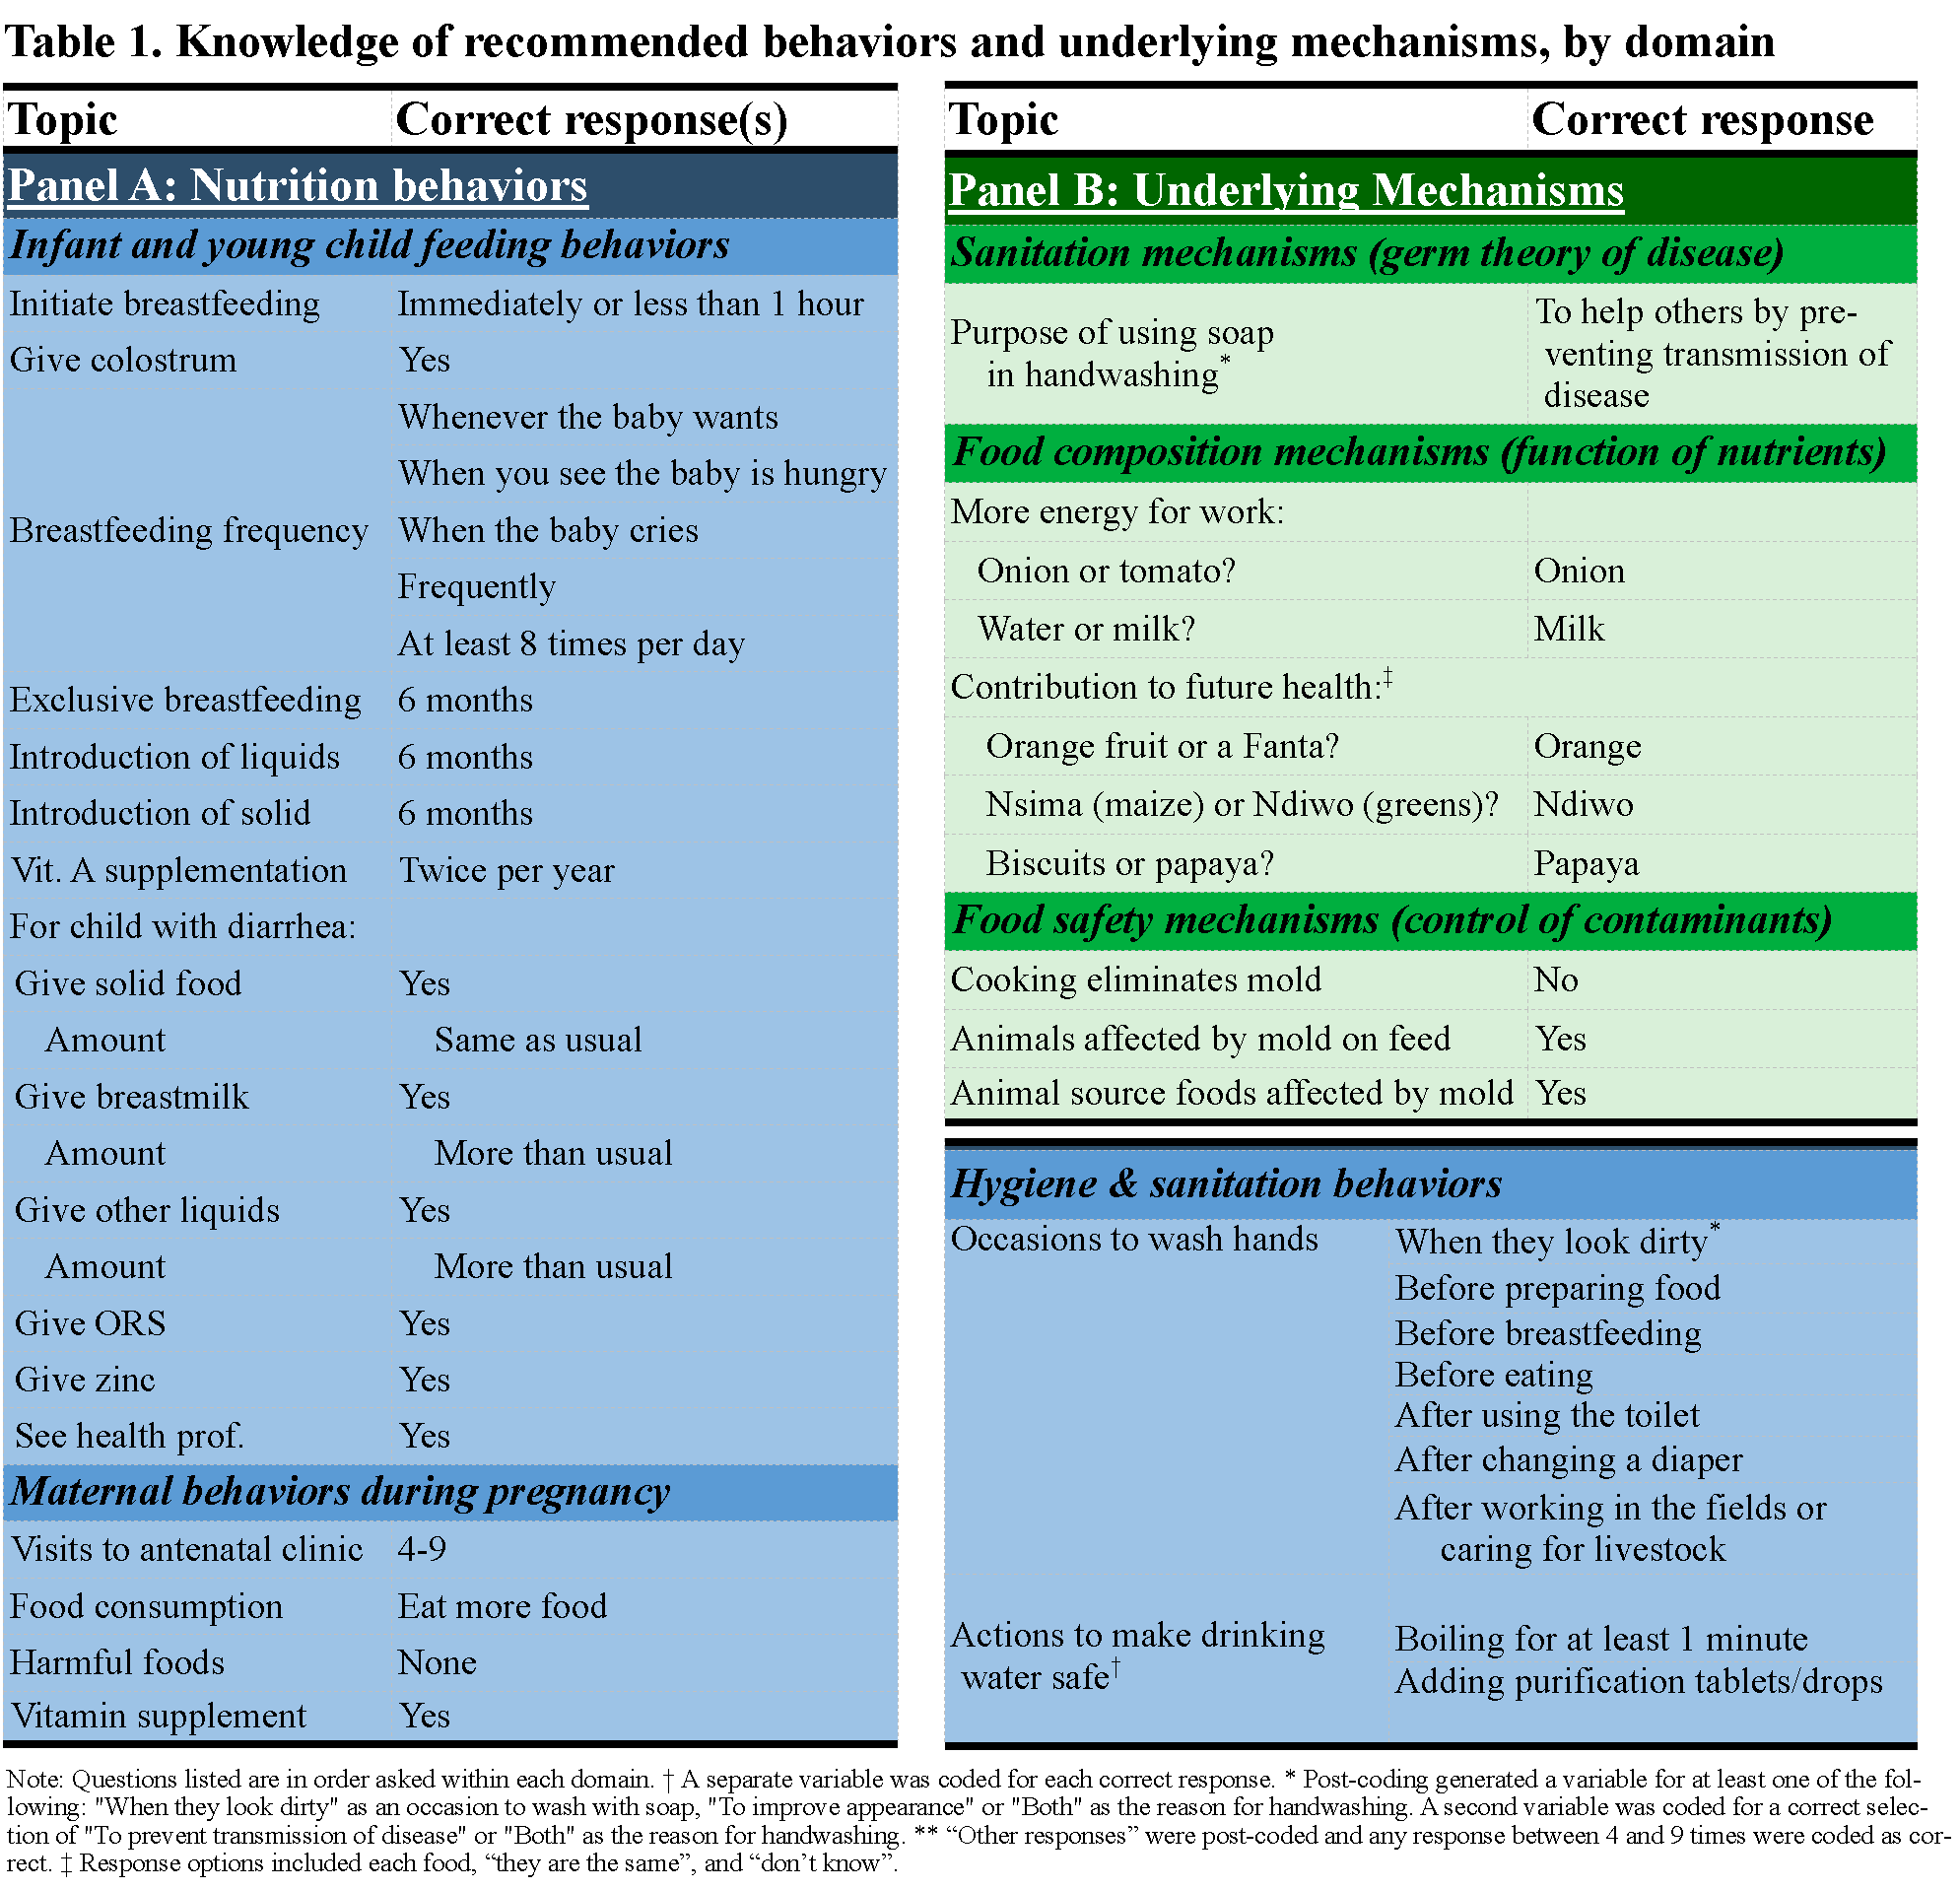 Table 1. Knowledge of recommended behaviors and underlying mechanisms, by domain
Topic Correct response(s)
Panel A: Nutrition behaviors
Infant and young child feeding behaviors
Initiate breastfeeding Immediately or less than 1 hour
Give colostrum Yes
Whenever the baby wants
When you see the baby is hungry
Breastfeeding frequency When the baby cries
Frequently
At least 8 times per day
Exclusive breastfeeding 6 months
Introduction of liquids 6 months
Introduction of solid 6 months
Vit. A supplementation Twice per year
For child with diarrhea:
Give solid food Yes
Amount Same as usual
Give breastmilk Yes
Amount More than usual
Give other liquids Yes
Amount More than usual
Give ORS Yes
Give zinc Yes
See health prof. Yes
Maternal behaviors during pregnancy
Visits to antenatal clinic 4-9
Food consumption Eat more food
Harmful foods None
Vitamin supplement Yes
Topic Correct response
Panel B: Underlying Mechanisms
Sanitation mechanisms (germ theory of disease)
Purpose of using soap
in handwashing*
To help others by pre-
venting transmission of
disease
Food composition mechanisms (function of nutrients)
More energy for work:
Onion or tomato? Onion
Water or milk? Milk
Contribution to future health:‡
Orange fruit or a Fanta? Orange
Nsima (maize) or Ndiwo (greens)? Ndiwo
Biscuits or papaya? Papaya
Food safety mechanisms (control of contaminants)
Cooking eliminates mold No
Animals affected by mold on feed Yes
Animal source foods affected by mold Yes
Hygiene & sanitation behaviors
Occasions to wash hands When they look dirty*
Before preparing food
Before breastfeeding
Before eating
After using the toilet
After changing a diaper
After working in the fields or
caring for livestock
Actions to make drinking
water safe†
Boiling for at least 1 minute
Adding purification tablets/drops
Note: Questions listed are in order asked within each domain. † A separate variable was coded for each correct response. * Post-coding generated a variable for at least one of the fol-
lowing: "When they look dirty" as an occasion to wash with soap, "To improve appearance" or "Both" as the reason for handwashing. A second variable was coded for a correct selec-
tion of "To prevent transmission of disease" or "Both" as the reason for handwashing. ** “Other responses” were post-coded and any response between 4 and 9 times were coded as cor-
rect. ‡ Response options included each food, “they are the same”, and “don’t know”.